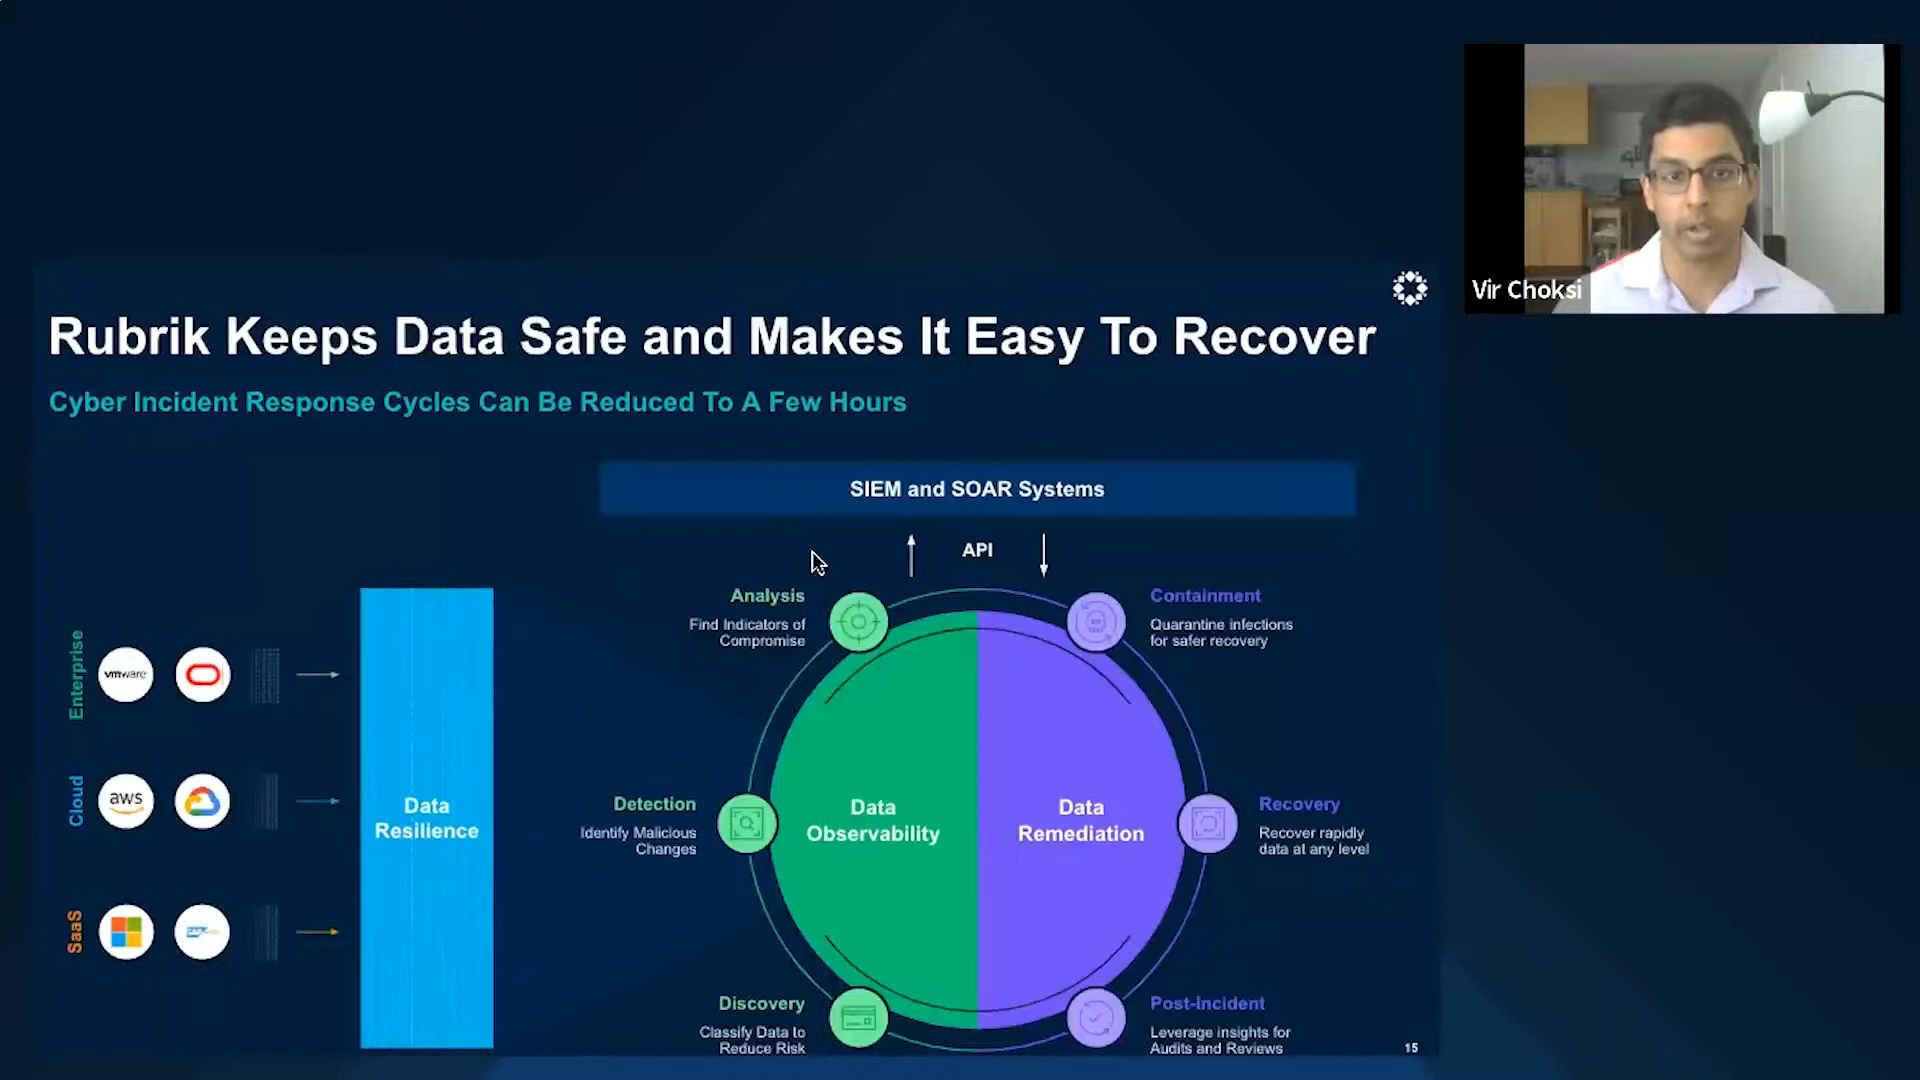 Vir Choksi
Rubrik Keeps Data Safe and Makes It Easy To Recover
Cyber Incident Response Cycles Can Be Reduced To A Few Hours
SIEM and SOAR Systems
API
Analysis
Find Indicators of
Compromise
Containment
Quarantine infections
for safer recovery
Enterprise
vmware
Cloud
aws
SaaS
Data
Resilience
Detection
Identify Malicious
Changes
Data
Observability
Data
Remediation
Recovery
Recover rapidly
data at any level
Discovery
Classify Data to
Reduce Risk
Post-Incident
Leverage insights for
Audits and Reviews
15